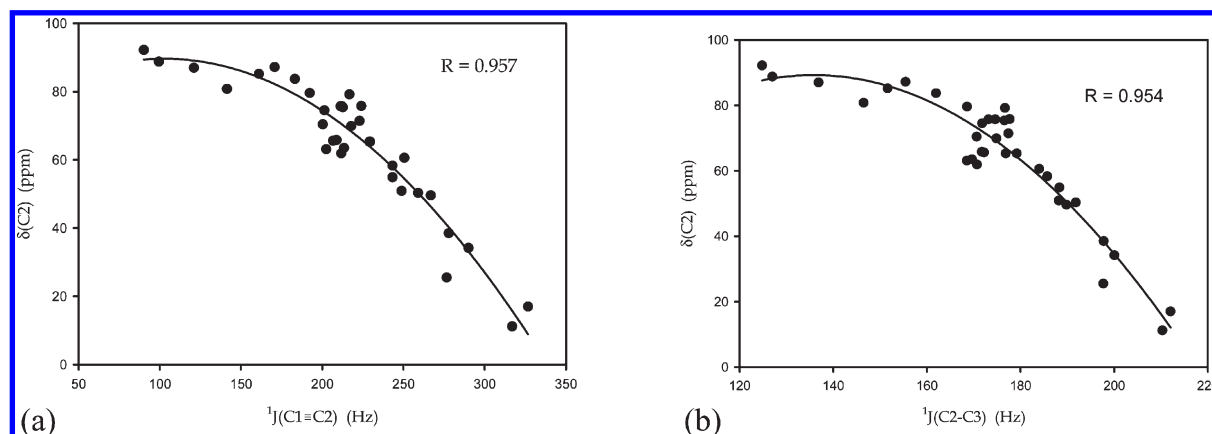 100
80
60
40
20
0
δ(C2) (ppm)
R = 0.957
50 100 150 200 250 300 350
¹J(C1≡C2) (Hz)
(a)
100
80
60
40
20
0
δ(C2) (ppm)
R = 0.954
120 140 160 180 200 22
¹J(C2-C3) (Hz)
(b)